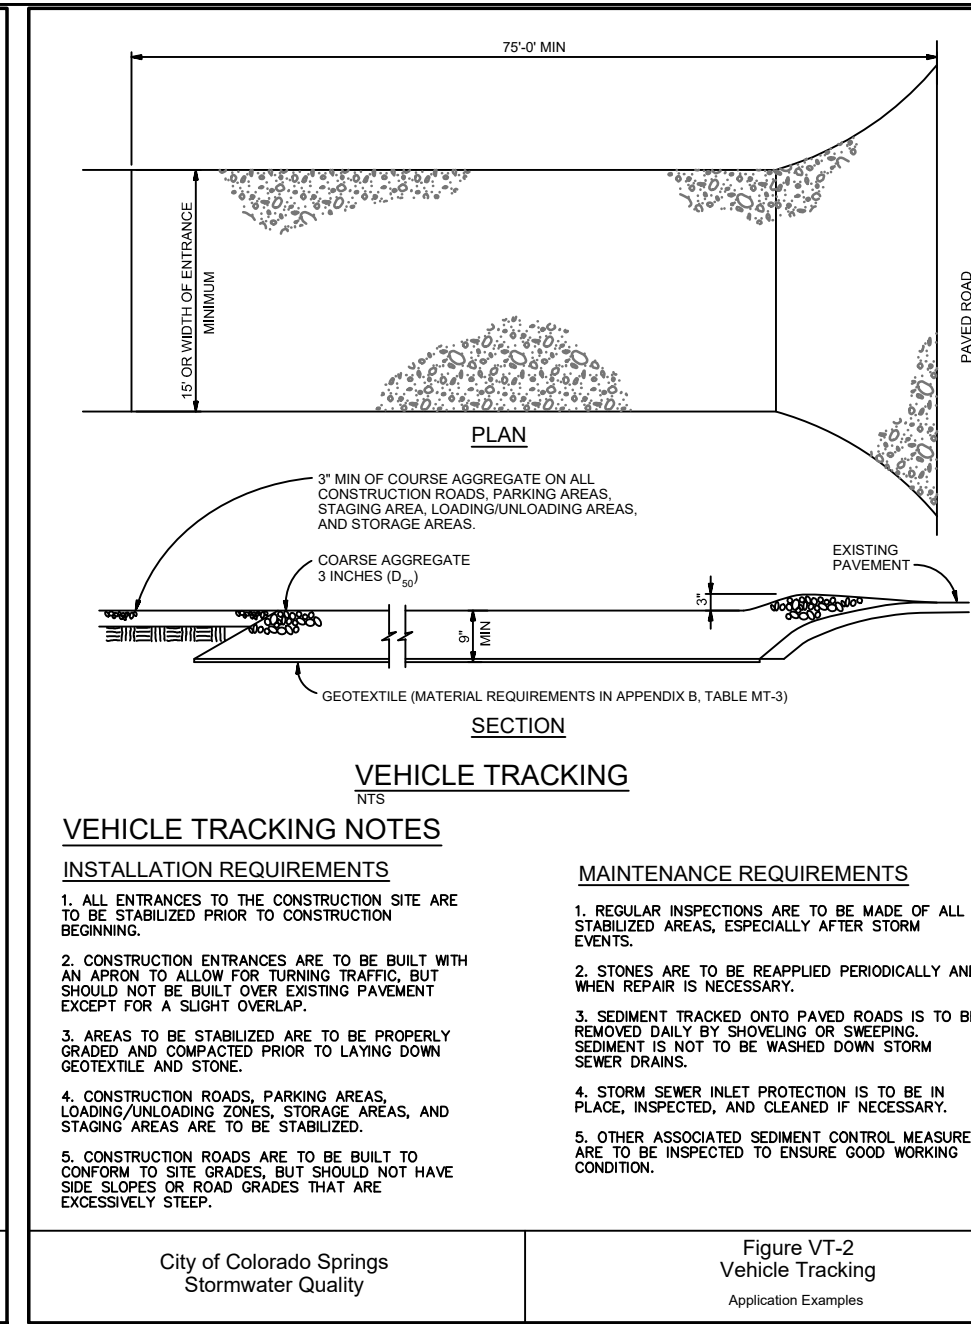 75'-0' MIN
15' OR WIDTH OF ENTRANCE
MINIMUM
PAVED ROAD
PLAN
3" MIN OF COURSE AGGREGATE ON ALL
CONSTRUCTION ROADS, PARKING AREAS,
STAGING AREA, LOADING/UNLOADING AREAS,
AND STORAGE AREAS.
COARSE AGGREGATE
3 INCHES (D50)
EXISTING
PAVEMENT
3"
9"
MIN
GEOTEXTILE (MATERIAL REQUIREMENTS IN APPENDIX B, TABLE MT-3)
SECTION
VEHICLE TRACKING
NTS
VEHICLE TRACKING NOTES
INSTALLATION REQUIREMENTS
1. ALL ENTRANCES TO THE CONSTRUCTION SITE ARE
TO BE STABILIZED PRIOR TO CONSTRUCTION
BEGINNING.
2. CONSTRUCTION ENTRANCES ARE TO BE BUILT WITH
AN APRON TO ALLOW FOR TURNING TRAFFIC, BUT
SHOULD NOT BE BUILT OVER EXISTING PAVEMENT
EXCEPT FOR A SLIGHT OVERLAP.
3. AREAS TO BE STABILIZED ARE TO BE PROPERLY
GRADED AND COMPACTED PRIOR TO LAYING DOWN
GEOTEXTILE AND STONE.
4. CONSTRUCTION ROADS, PARKING AREAS,
LOADING/UNLOADING ZONES, STORAGE AREAS, AND
STAGING AREAS ARE TO BE STABILIZED.
5. CONSTRUCTION ROADS ARE TO BE BUILT TO
CONFORM TO SITE GRADES, BUT SHOULD NOT HAVE
SIDE SLOPES OR ROAD GRADES THAT ARE
EXCESSIVELY STEEP.
MAINTENANCE REQUIREMENTS
1. REGULAR INSPECTIONS ARE TO BE MADE OF ALL
STABILIZED AREAS, ESPECIALLY AFTER STORM
EVENTS.
2. STONES ARE TO BE REAPPLIED PERIODICALLY AND
WHEN REPAIR IS NECESSARY.
3. SEDIMENT TRACKED ONTO PAVED ROADS IS TO BE
REMOVED DAILY BY SHOVELING OR SWEEPING.
SEDIMENT IS NOT TO BE WASHED DOWN STORM
SEWER DRAINS.
4. STORM SEWER INLET PROTECTION IS TO BE IN
PLACE, INSPECTED, AND CLEANED IF NECESSARY.
5. OTHER ASSOCIATED SEDIMENT CONTROL MEASURE
ARE TO BE INSPECTED TO ENSURE GOOD WORKING
CONDITION.
City of Colorado Springs
Stormwater Quality
Figure VT-2
Vehicle Tracking
Application Examples